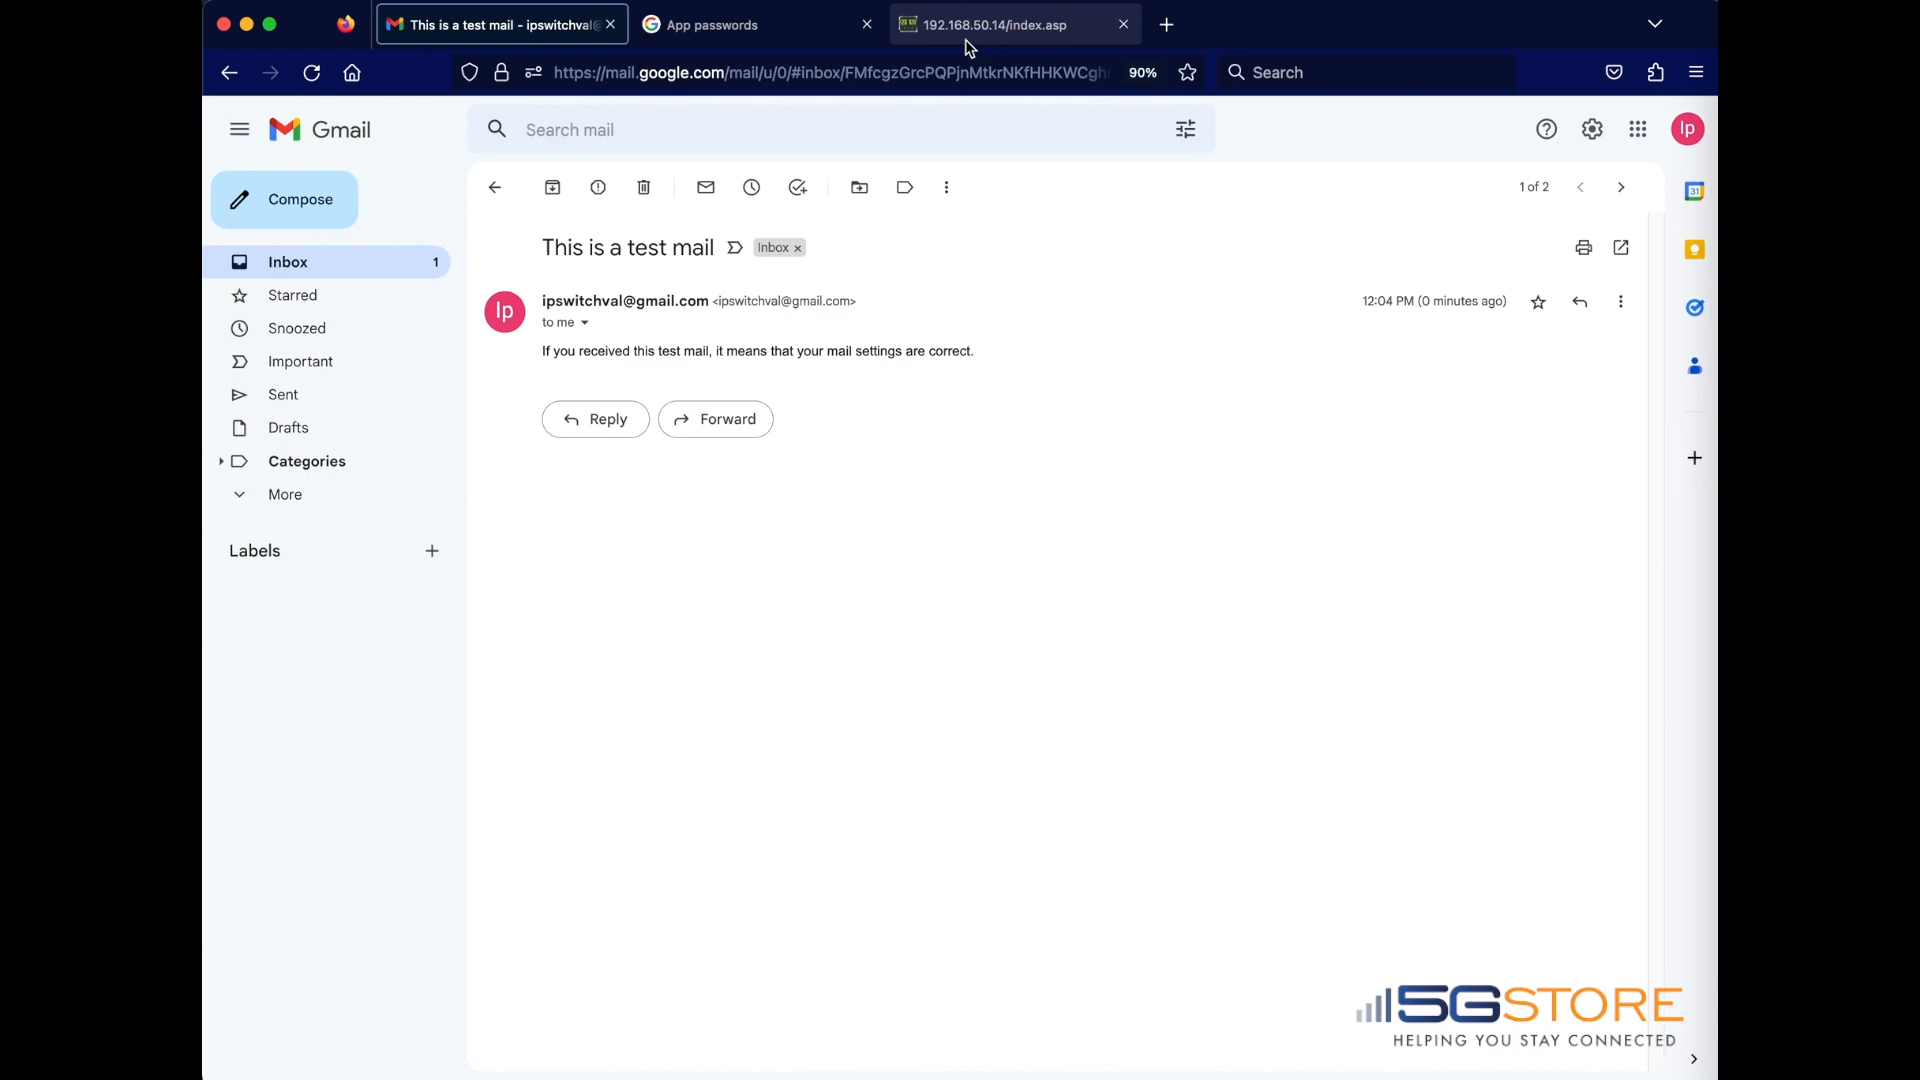 This is a test mail - ipswitchval@
App passwords
192.168.50.14/index.asp
https://mail.google.com/mail/u/0/#inbox/FMfcgzGrcPQPjnMtkrNKfHHKWCgh
90%
Search
Gmail
Search mail
Ip
Compose
1 of 2
31
This is a test mail
Inbox ×
Inbox
1
Starred
Snoozed
Important
Sent
Drafts
Categories
More
Labels
Ip
ipswitchval@gmail.com <ipswitchval@gmail.com>
12:04 PM (0 minutes ago)
to me
If you received this test mail, it means that your mail settings are correct.
Reply
Forward
5GSTORE
HELPING YOU STAY CONNECTED